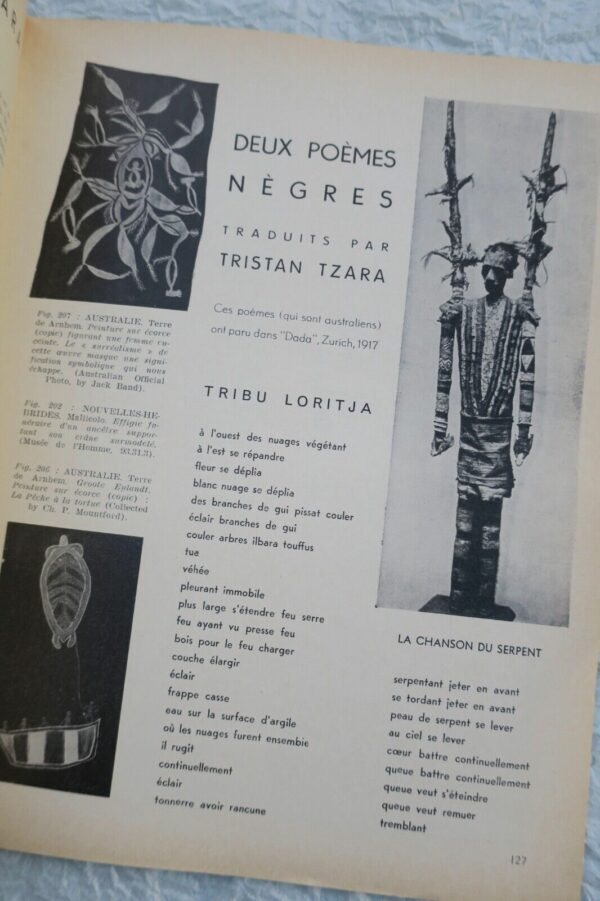 ARA
DEUX POÈMES
NÈGRES
TRADUITS PAR
TRISTAN TZARA
Ces poèmes (qui sont australiens)
ont paru dans "Dada", Zurich, 1917
Fig. 207 : AUSTRALIE. Terre
de Arnhem. Peinture sur écorce
(copie) figurant une femme en-
ceinte. Le « surréalisme » de
cette œuvre masque une signi-
fication symbolique qui nous
échappe. (Australian Official
Photo, by Jack Band).
Fig. 202 : NOUVELLES-HE-
BRIDES. Mallicolo. Effigie fu-
néraire d'un ancêtre suppor-
tant son crâne surmodelé.
(Musée de l'Homme, 93.31.3).
Fig. 206 : AUSTRALIE. Terre
de Arnhem. Groote Eylandt.
Peinture sur écorce (copie) :
La Pêche à la tortue (Collected
by Ch. P. Mountford).
TRIBU LORITJA
à l'ouest des nuages végétant
à l'est se répandre
fleur se déplia
blanc nuage se déplia
des branches de gui pissat couler
éclair branches de gui
couler arbres ilbara touffus
tua
véhée
pleurant immobile
plus large s'étendre feu serre
feu ayant vu presse feu
bois pour le feu charger
couche élargir
éclair
frappe casse
eau sur la surface d'argile
où les nuages furent ensemble
il rugit
continuellement
éclair
tonnerre avoir rancune
LA CHANSON DU SERPENT
serpentant jeter en avant
se tordant jeter en avant
peau de serpent se lever
au ciel se lever
cœur battre continuellement
queue battre continuellement
queue veut s'éteindre
queue veut remuer
tremblant
127